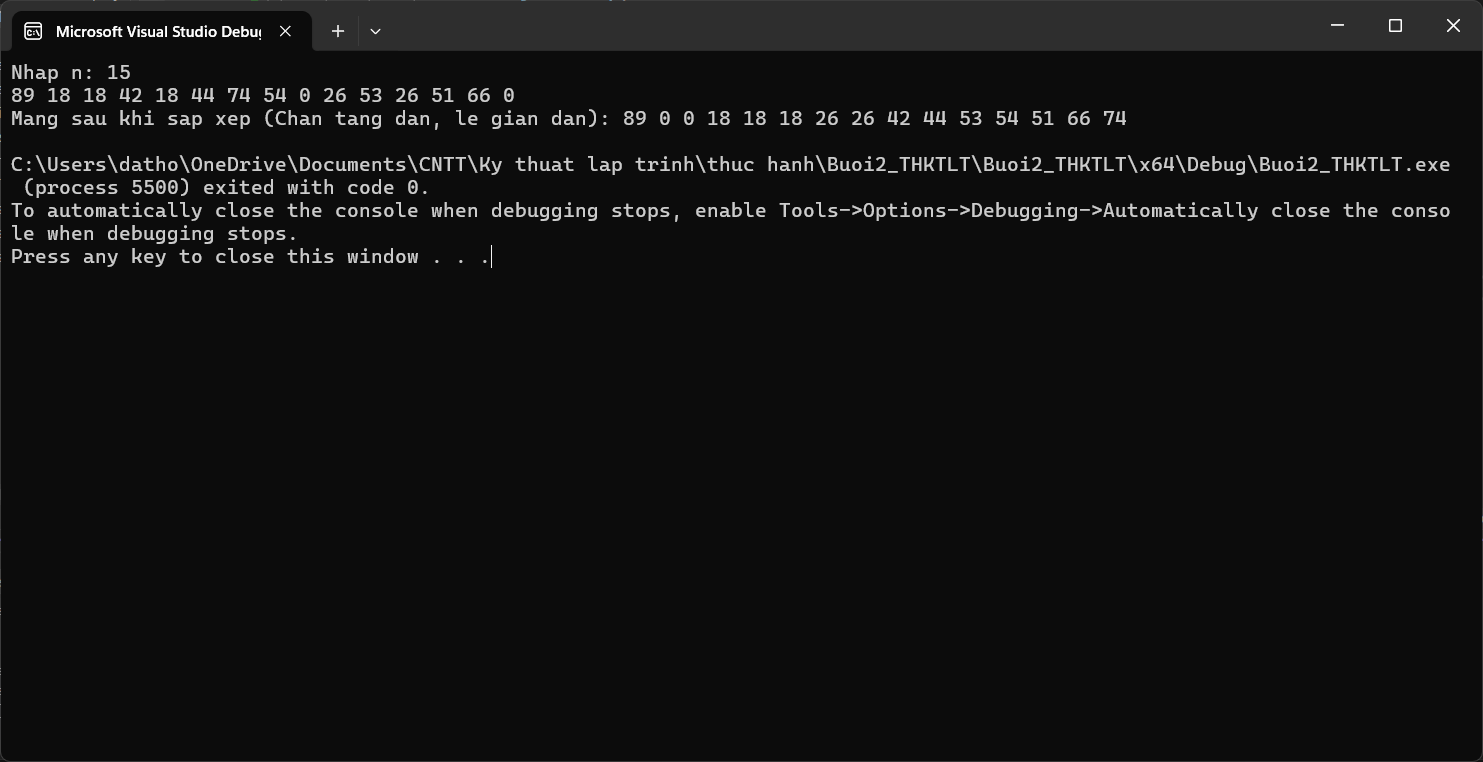 Microsoft Visual Studio Debu
Nhap n: 15
89 18 18 42 18 44 74 54 0 26 53 26 51 66 0
Mang sau khi sap xep (Chan tang dan, le gian dan): 89 0 0 18 18 18 26 26 42 44 53 54 51 66 74
C:\Users\datho\OneDrive\Documents\CNTT\Ky thuat lap trinh\thuc hanh\Buoi2_THKTLT\Buoi2_THKTLT\x64\Debug\Buoi2_THKTLT.exe
(process 5500) exited with code 0.
To automatically close the console when debugging stops, enable Tools->Options->Debugging->Automatically close the conso
le when debugging stops.
Press any key to close this window . . .